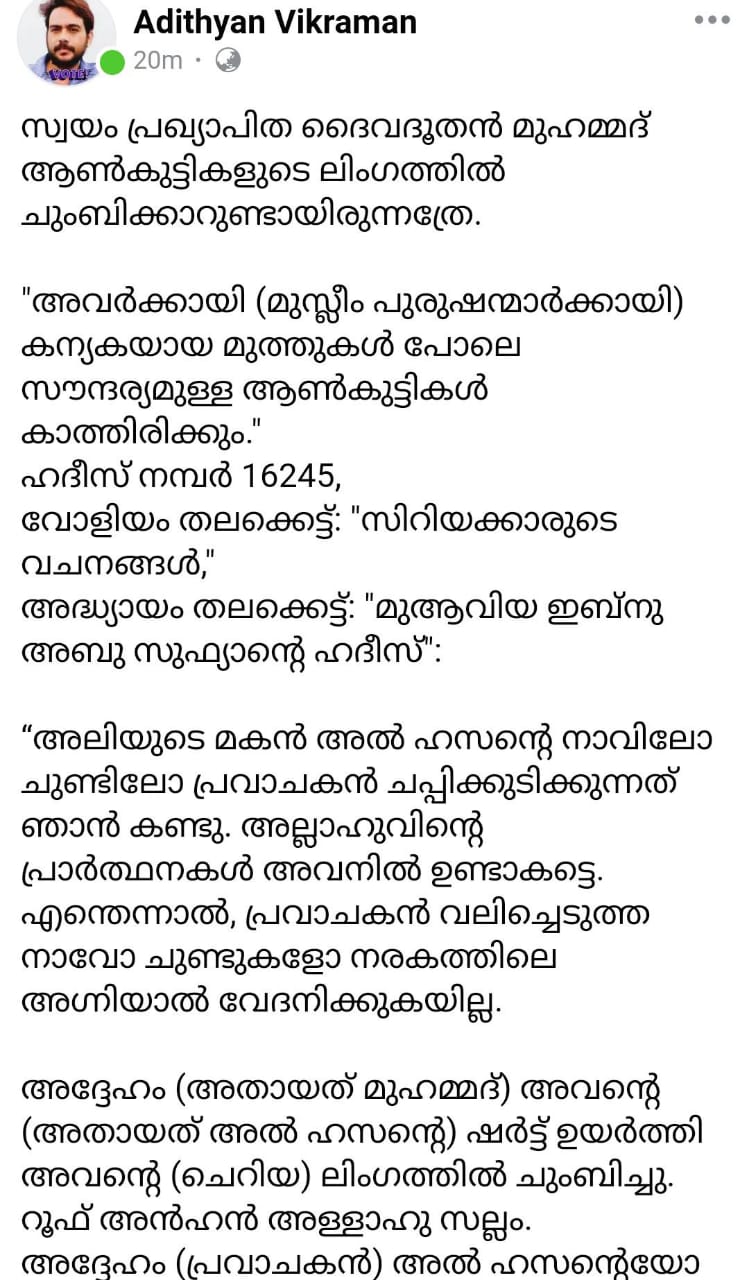 Adithyan Vikraman
20m ·
VOTE!
സ്വയം പ്രഖ്യാപിത ദൈവദൂതൻ മുഹമ്മദ്
ആൺകുട്ടികളുടെ ലിംഗത്തിൽ
ചുംബിക്കാറുണ്ടായിരുന്നത്രേ.
"അവർക്കായി (മുസ്ലീം പുരുഷന്മാർക്കായി)
കന്യകയായ മുത്തുകൾ പോലെ
സൗന്ദര്യമുള്ള ആൺകുട്ടികൾ
കാത്തിരിക്കും."
ഹദീസ് നമ്പർ 16245,
വോളിയം തലക്കെട്ട്: "സിറിയക്കാരുടെ
വചനങ്ങൾ,"
അദ്ധ്യായം തലക്കെട്ട്: "മുആവിയ ഇബ്നു
അബു സുഫ്യാന്റെ ഹദീസ്":
“അലിയുടെ മകൻ അൽ ഹസന്റെ നാവിലോ
ചുണ്ടിലോ പ്രവാചകൻ ചപ്പിക്കുടിക്കുന്നത്
ഞാൻ കണ്ടു. അല്ലാഹുവിന്റെ
പ്രാർത്ഥനകൾ അവനിൽ ഉണ്ടാകട്ടെ.
എന്തെന്നാൽ, പ്രവാചകൻ വലിച്ചെടുത്ത
നാവോ ചുണ്ടുകളോ നരകത്തിലെ
അഗ്നിയാൽ വേദനിക്കുകയില്ല.
അദ്ദേഹം (അതായത് മുഹമ്മദ്) അവന്റെ
(അതായത് അൽ ഹസന്റെ) ഷർട്ട് ഉയർത്തി
അവന്റെ (ചെറിയ) ലിംഗത്തിൽ ചുംബിച്ചു.
റൂഫ് അൻഹൻ അള്ളാഹു സല്ലം.
അദ്ദേഹം (പ്രവാചകൻ) അൽ ഹസന്റെയോ